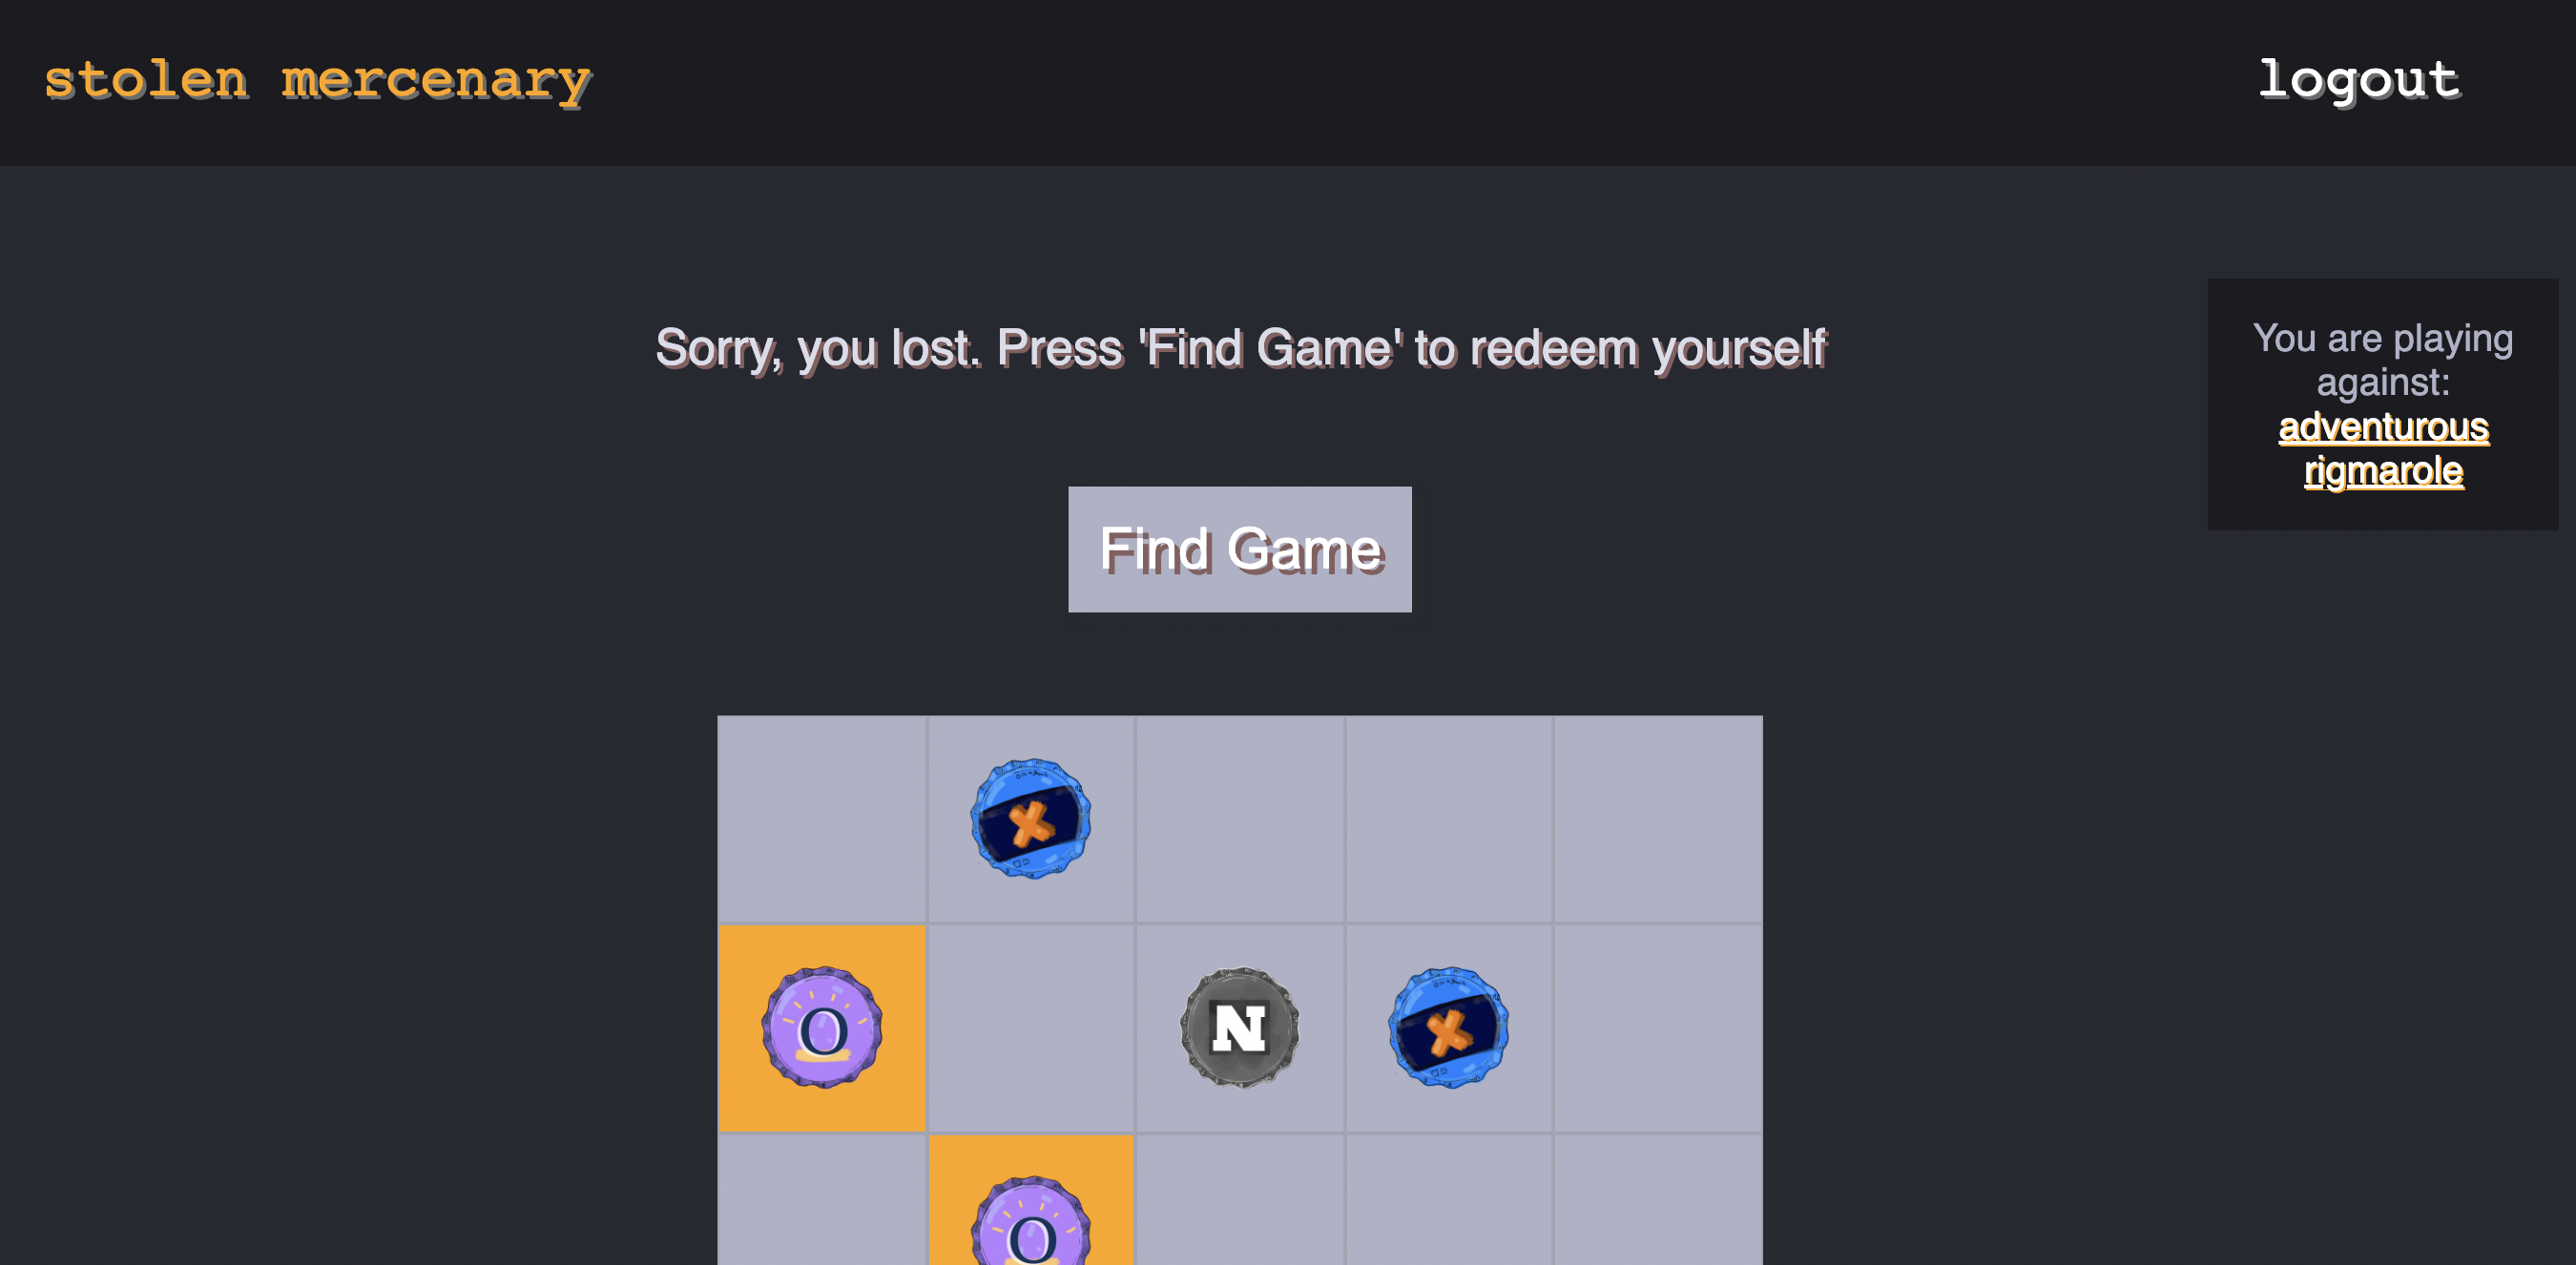 stolen mercenary
logout
Sorry, you lost. Press 'Find Game' to redeem yourself
You are playing
against:
adventurous
rigmarole
Find Game
X
O
N
X
O